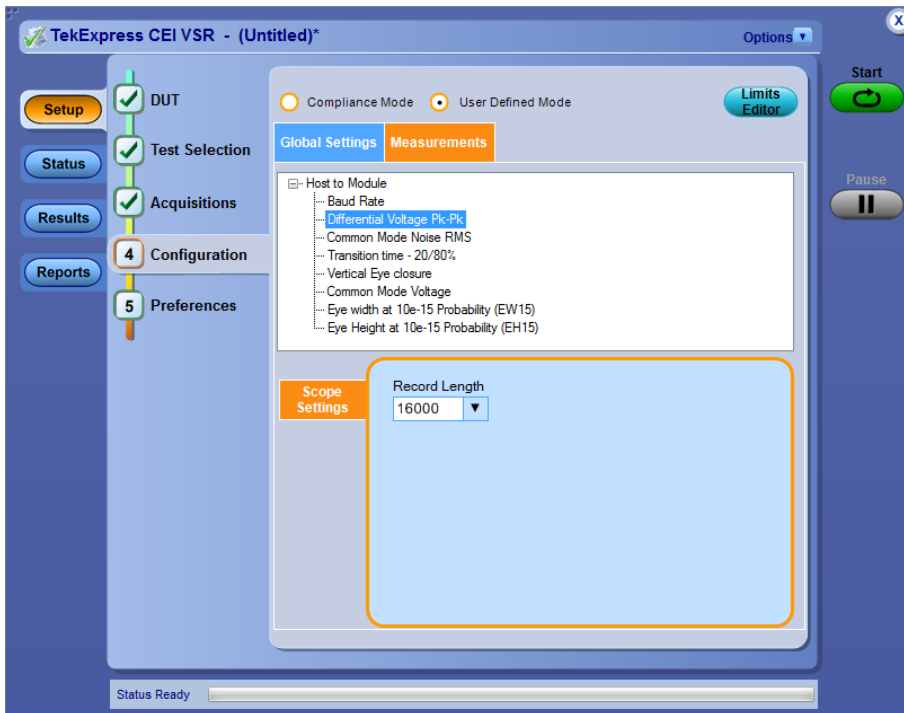 TekExpress CEI VSR - (Untitled)*
Options
X
Start
Setup
Status
Results
Reports
DUT
Test Selection
Acquisitions
4 Configuration
5 Preferences
Compliance Mode
User Defined Mode
Limits
Editor
Pause
Global Settings
Measurements
Host to Module
Baud Rate
Differential Voltage Pk-Pk
Common Mode Noise RMS
Transition time - 20/80%
Vertical Eye closure
Common Mode Voltage
Eye width at 10e-15 Probability (EW15)
Eye Height at 10e-15 Probability (EH15)
Scope
Settings
Record Length
16000
Status Ready